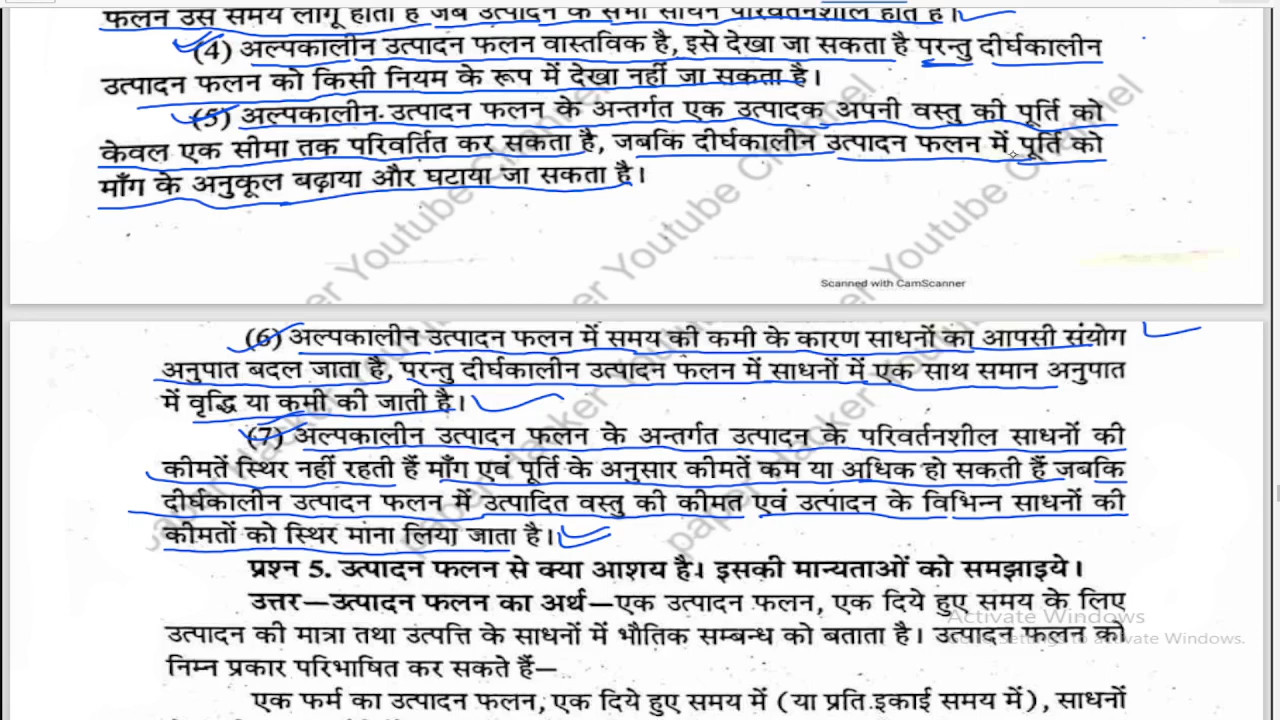 फलन उस समय लागू होता है जब उत्पादन के सभी साधन परिवर्तनशील होते हैं।
(4) अल्पकालीन उत्पादन फलन वास्तविक है, इसे देखा जा सकता है परन्तु दीर्घकालीन
उत्पादन फलन को किसी नियम के रूप में देखा नहीं जा सकता है।
(5) अल्पकालीन उत्पादन फलन के अन्तर्गत एक उत्पादक अपनी वस्तु की पूर्ति को
केवल एक सीमा तक परिवर्तित कर सकता है, जबकि दीर्घकालीन उत्पादन फलन में पूर्ति को
माँग के अनुकूल बढ़ाया और घटाया जा सकता है।
Scanned with CamScanner
(6) अल्पकालीन उत्पादन फलन में समय की कमी के कारण साधनों का आपसी संयोग
अनुपात बदल जाता है, परन्तु दीर्घकालीन उत्पादन फलन में साधनों में एक साथ समान अनुपात
में वृद्धि या कमी की जाती है।
(7) अल्पकालीन उत्पादन फलन के अन्तर्गत उत्पादन के परिवर्तनशील साधनों की
कीमतें स्थिर नहीं रहती हैं माँग एवं पूर्ति के अनुसार कीमतें कम या अधिक हो सकती हैं जबकि
दीर्घकालीन उत्पादन फलन में उत्पादित वस्तु की कीमत एवं उत्पादन के विभिन्न साधनों की
कीमतों को स्थिर माना लिया जाता है।
प्रश्न 5. उत्पादन फलन से क्या आशय है। इसकी मान्यताओं को समझाइये।
उत्तर—उत्पादन फलन का अर्थ—एक उत्पादन फलन, एक दिये हुए समय के लिए
Activate Windows
उत्पादन की मात्रा तथा उत्पत्ति के साधनों में भौतिक सम्बन्ध को बताता है। उत्पादन फलन को
activate Windows.
निम्न प्रकार परिभाषित कर सकते हैं—
एक फर्म का उत्पादन फलन, एक दिये हुए समय में (या प्रति इकाई समय में), साधनों
paper Hacker Youtube Channel